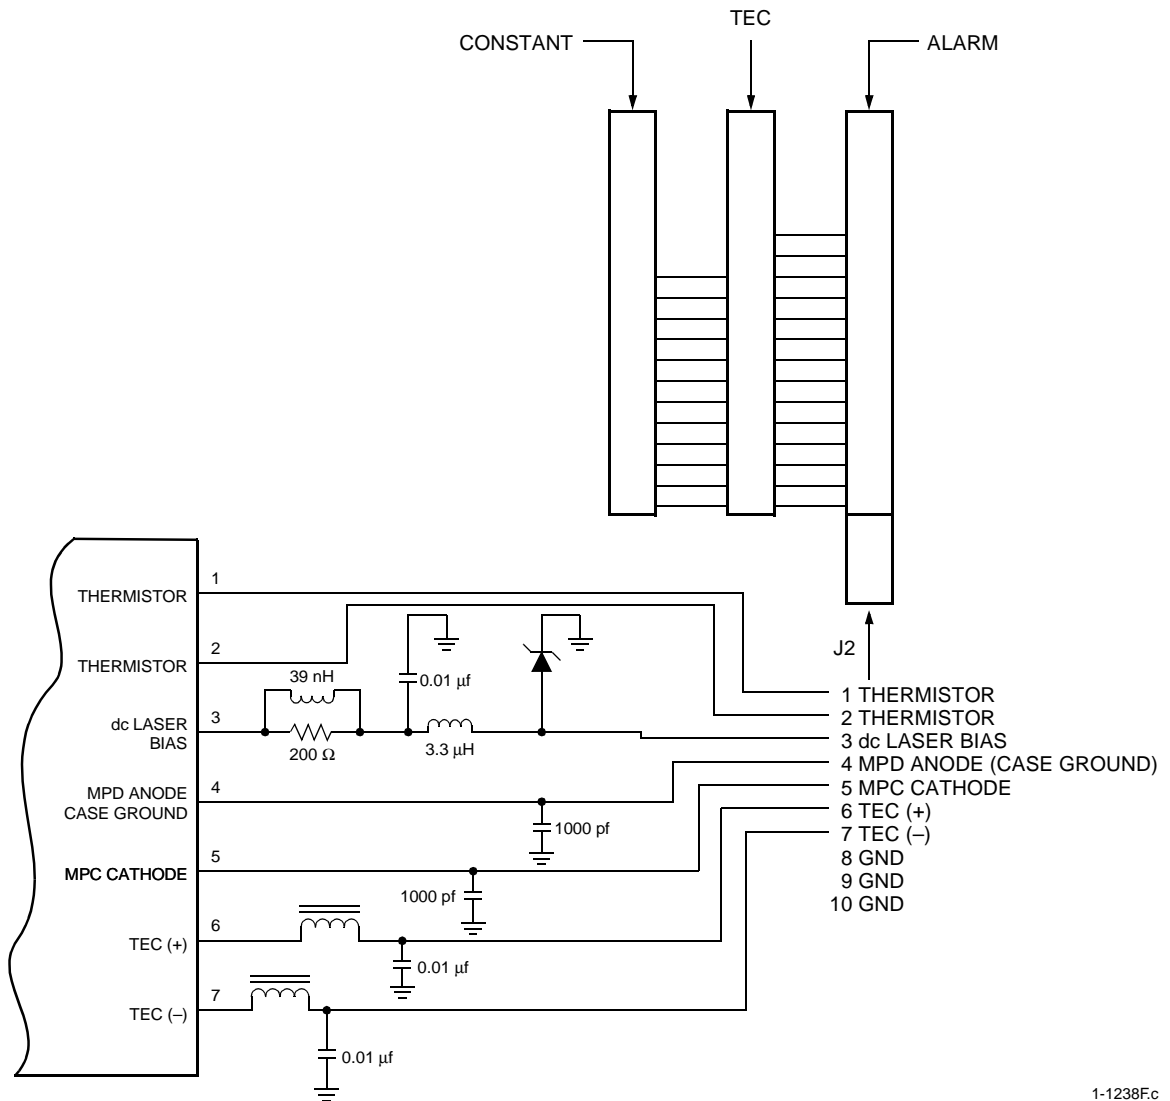 TEC
CONSTANT
ALARM
THERMISTOR
1
THERMISTOR
2
39 nH
0.01 µf
J2
dc LASER
BIAS
3
200 Ω
3.3 µH
1 THERMISTOR
2 THERMISTOR
3 dc LASER BIAS
4 MPD ANODE (CASE GROUND)
5 MPC CATHODE
6 TEC (+)
7 TEC (–)
8 GND
9 GND
10 GND
MPD ANODE
CASE GROUND
4
1000 pf
MPC CATHODE
5
1000 pf
TEC (+)
6
0.01 µf
TEC (–)
7
0.01 µf
1-1238F.c